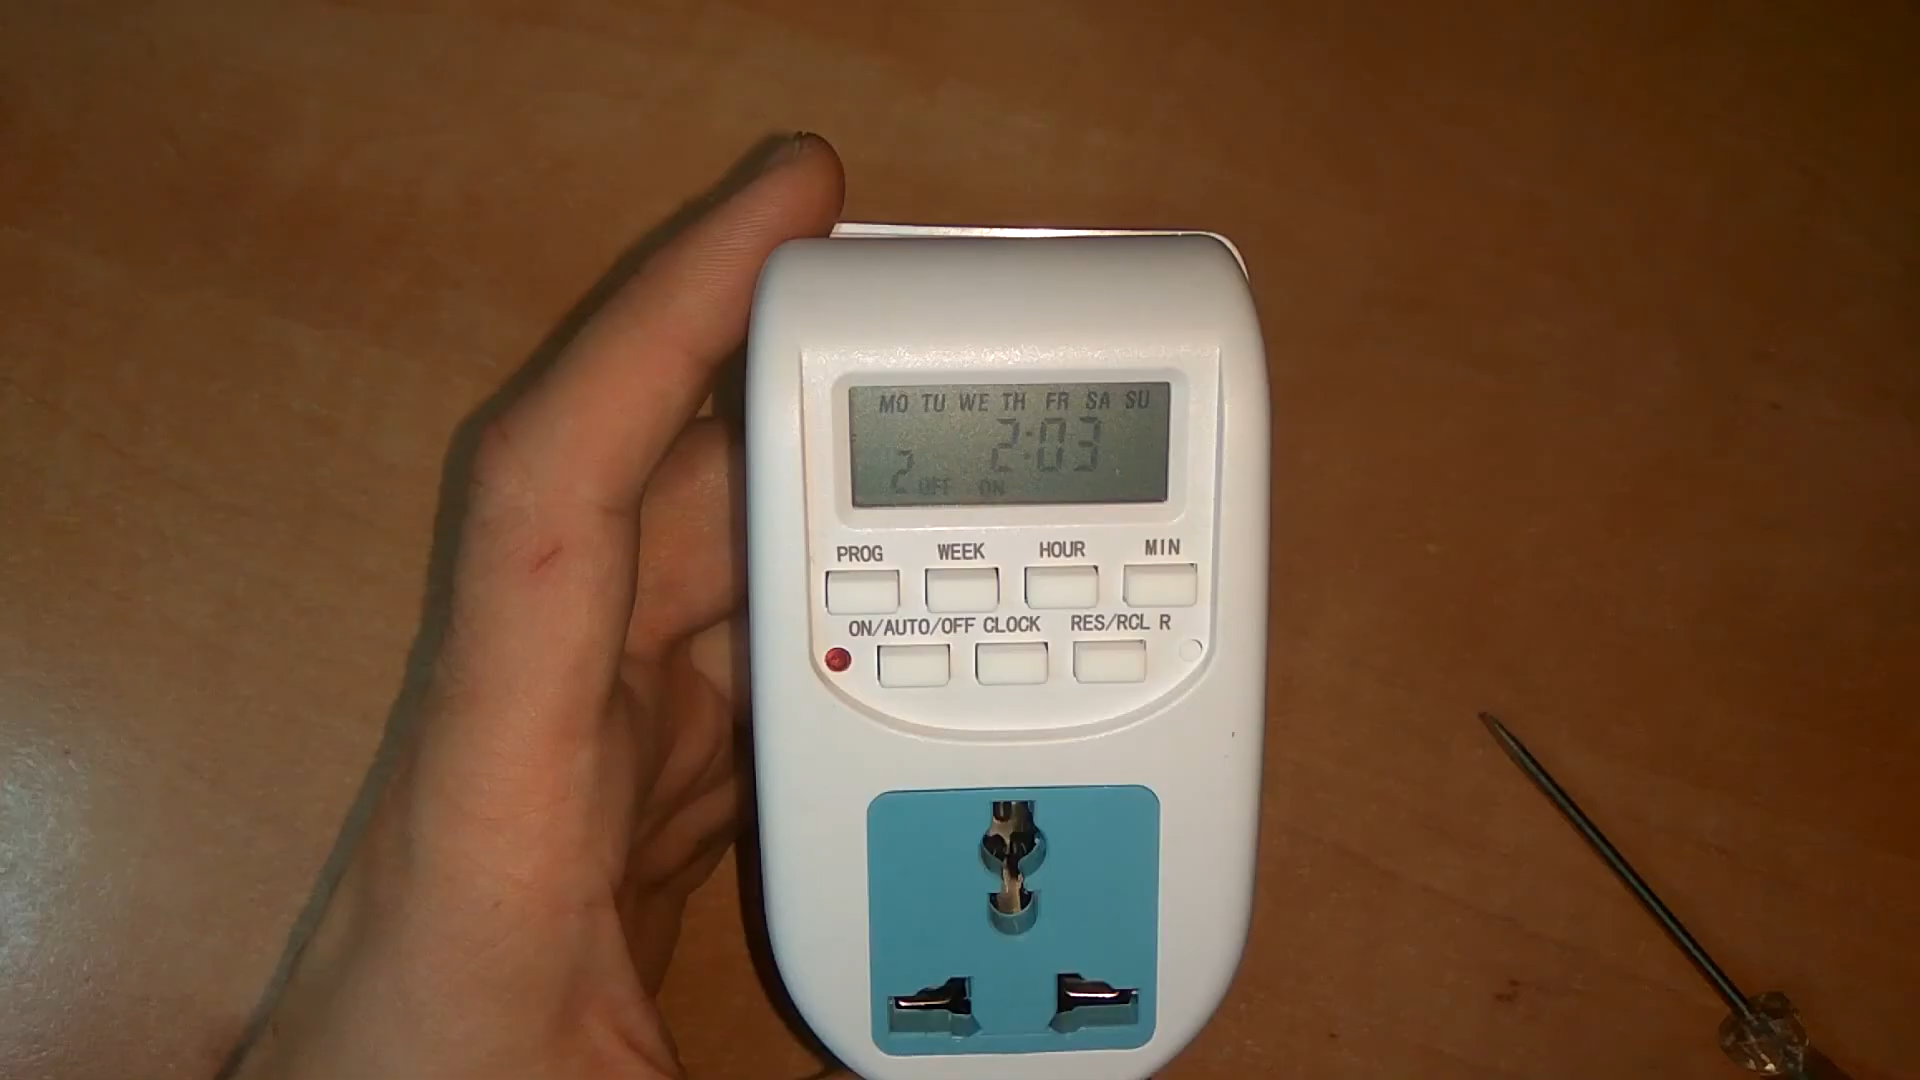 MO TU WE TH FR SA SU
2:03
2 OFF ON
PROG WEEK HOUR MIN
ON/AUTO/OFF CLOCK RES/RCL R